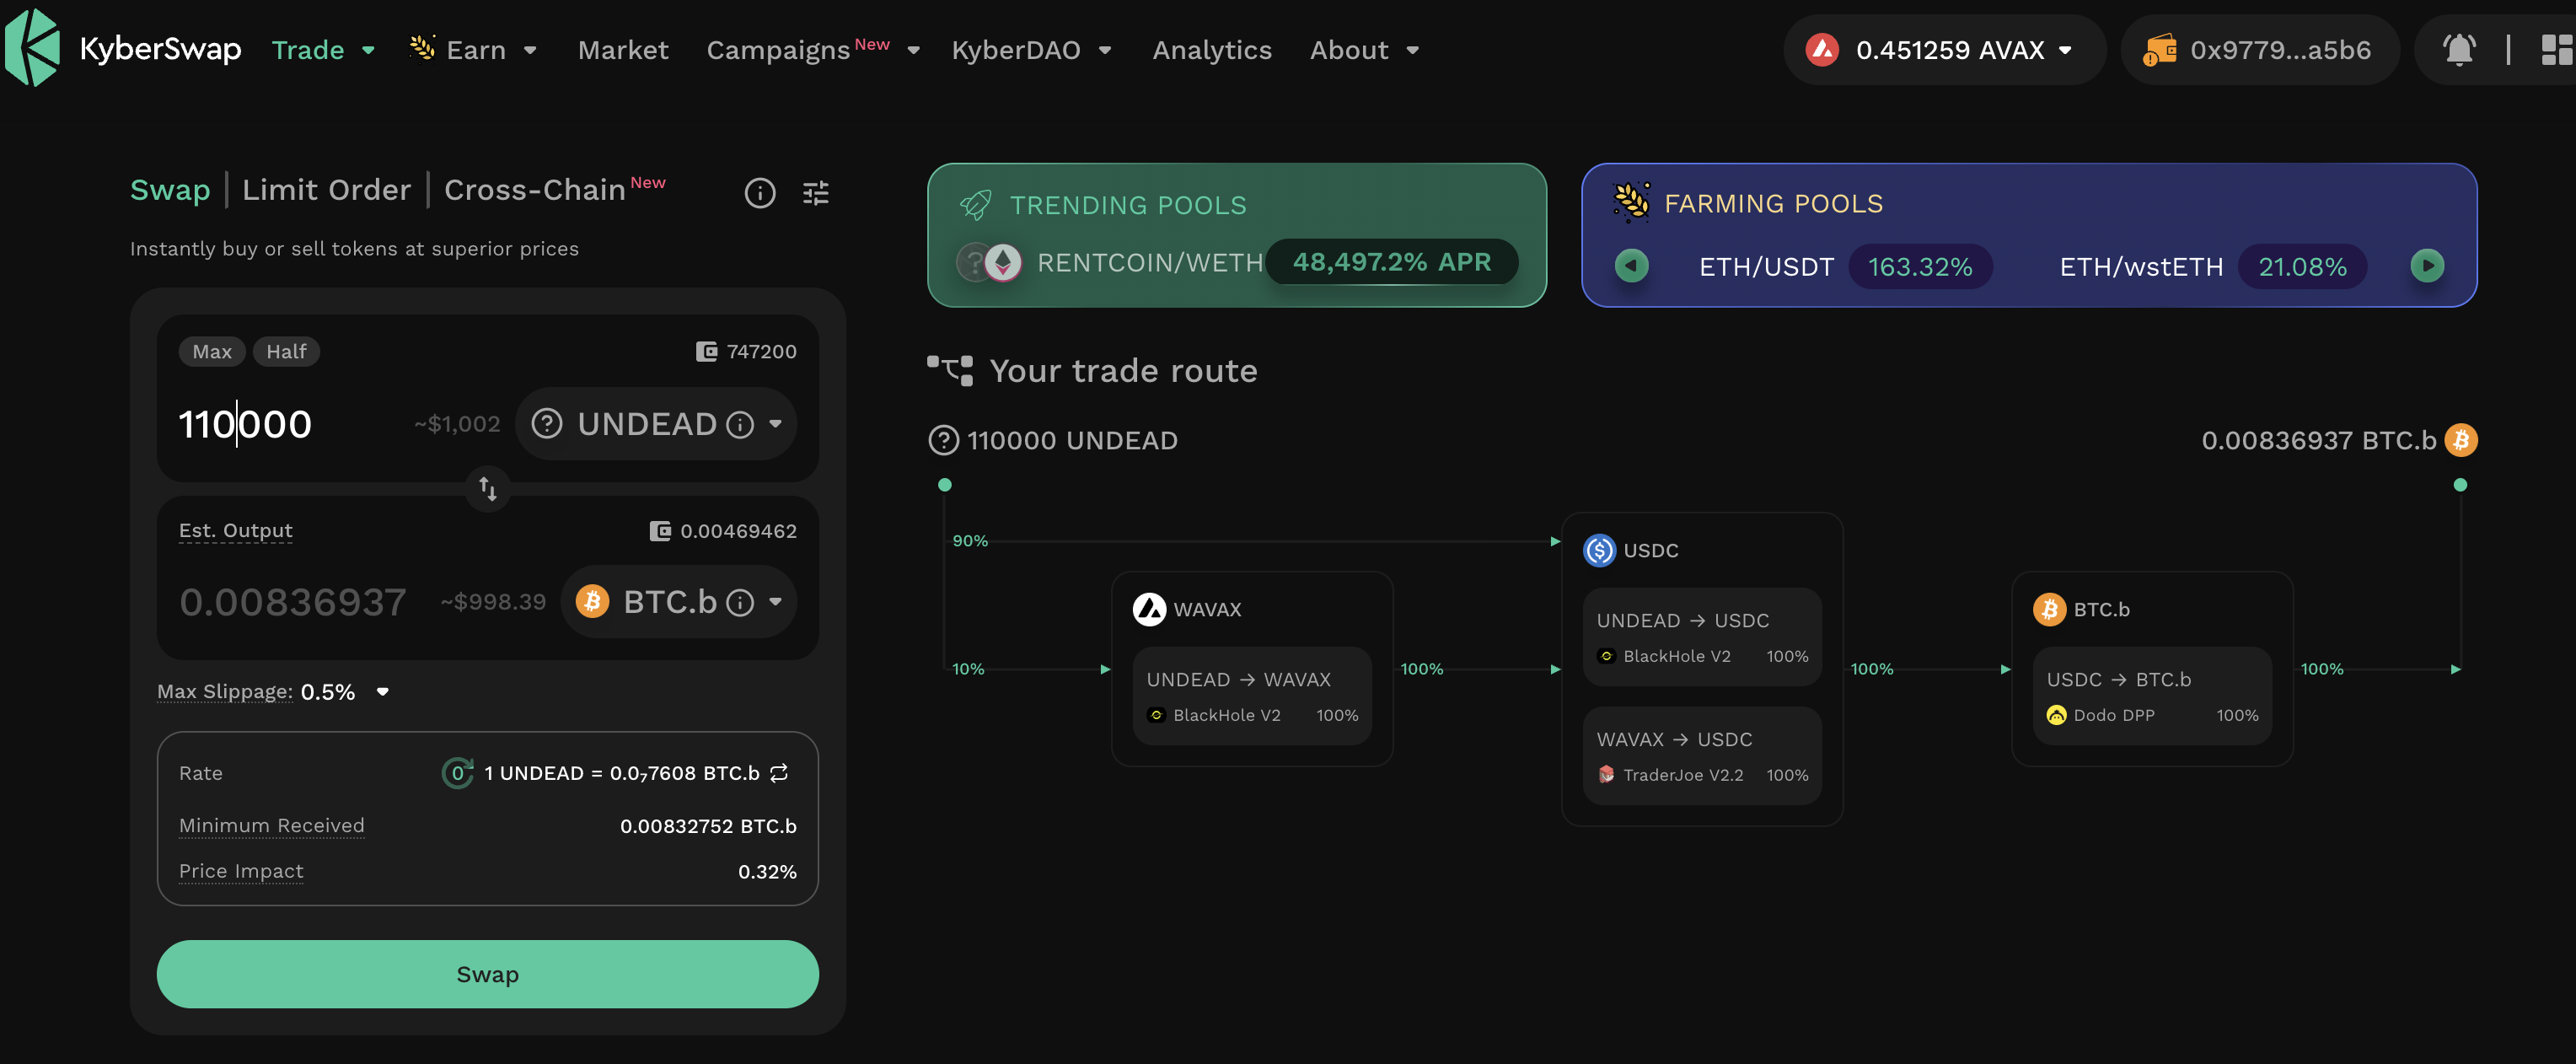 KyberSwap Trade Earn Market Campaigns New KyberDAO Analytics About 0.451259 AVAX 0x9779...a5b6
Swap | Limit Order | Cross-Chain New
Instantly buy or sell tokens at superior prices
Max Half 747200
110000 ~$1,002 UNDEAD
Est. Output 0.00469462
0.00836937 ~$998.39 BTC.b
Max Slippage: 0.5%
Rate 0 1 UNDEAD = 0.0₇7608 BTC.b
Minimum Received 0.00832752 BTC.b
Price Impact 0.32%
Swap
TRENDING POOLS
? RENTCOIN/WETH 48,497.2% APR
FARMING POOLS
ETH/USDT 163.32% ETH/wstETH 21.08%
Your trade route
? 110000 UNDEAD 0.00836937 BTC.b
90%
10%
WAVAX
UNDEAD → WAVAX
BlackHole V2 100%
100%
USDC
UNDEAD → USDC
BlackHole V2 100%
WAVAX → USDC
TraderJoe V2.2 100%
100%
BTC.b
USDC → BTC.b
Dodo DPP 100%
100%